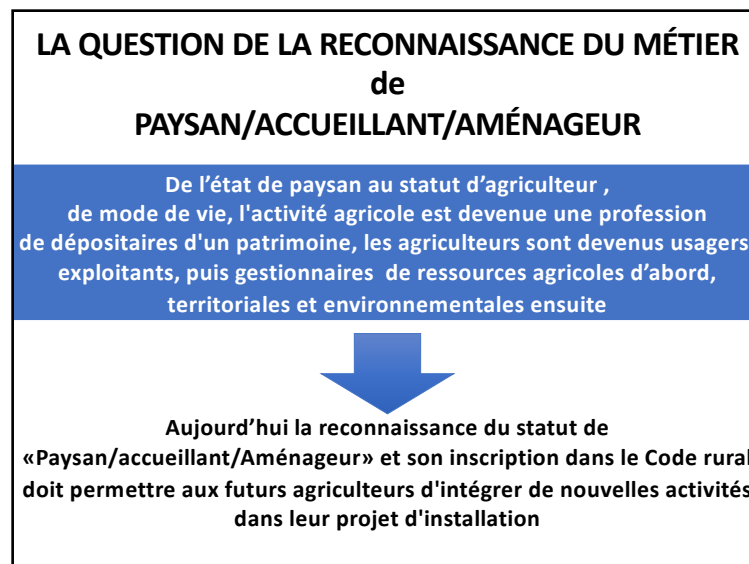 LA QUESTION DE LA RECONNAISSANCE DU MÉTIER
de
PAYSAN/ACCUEILLANT/AMÉNAGEUR
De l’état de paysan au statut d’agriculteur ,
de mode de vie, l'activité agricole est devenue une profession
de dépositaires d'un patrimoine, les agriculteurs sont devenus usagers
exploitants, puis gestionnaires de ressources agricoles d’abord,
territoriales et environnementales ensuite
Aujourd’hui la reconnaissance du statut de
«Paysan/accueillant/Aménageur» et son inscription dans le Code rural
doit permettre aux futurs agriculteurs d'intégrer de nouvelles activités
dans leur projet d'installation